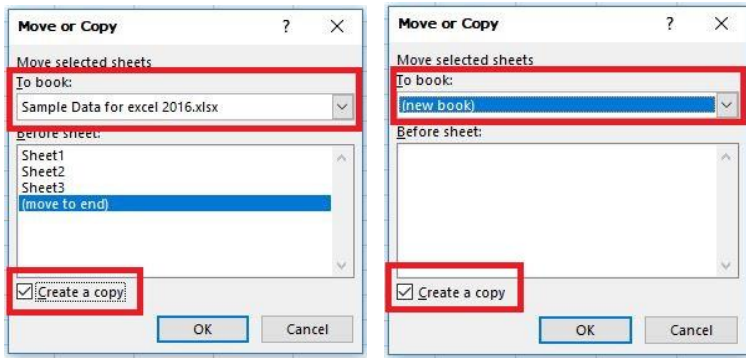 Move or Copy ?
Move selected sheets
To book:
Sample Data for excel 2016.xlsx
Before sheet:
Sheet1
Sheet2
Sheet3
(move to end)
Create a copy
OK Cancel
Move or Copy ?
Move selected sheets
To book:
(new book)
Before sheet:
Create a copy
OK Cancel